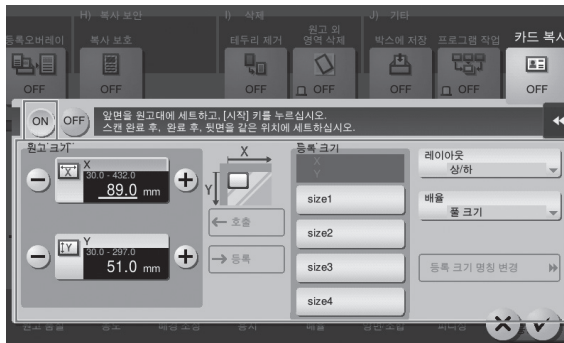 H) 복사 보안
I) 삭제
J) 기타
등록오버레이
복사 보호
테두리 제거
원고 외
영역 삭제
박스에 저장
프로그램 작업
카드 복사
OFF
OFF
OFF
OFF
OFF
OFF
OFF
ON
OFF
앞면을 원고대에 세트하고, [시작] 키를 누르십시오.
스캔 완료 후, 완료 후, 뒷면을 같은 위치에 세트하십시오.
원고 크기
X
X
30.0 - 432.0
89.0 mm
Y
Y
30.0 - 297.0
51.0 mm
X
Y
호출
등록
등록 크기
X
Y
size1
size2
size3
size4
레이아웃
상/하
배율
풀 크기
등록 크기 명칭 변경